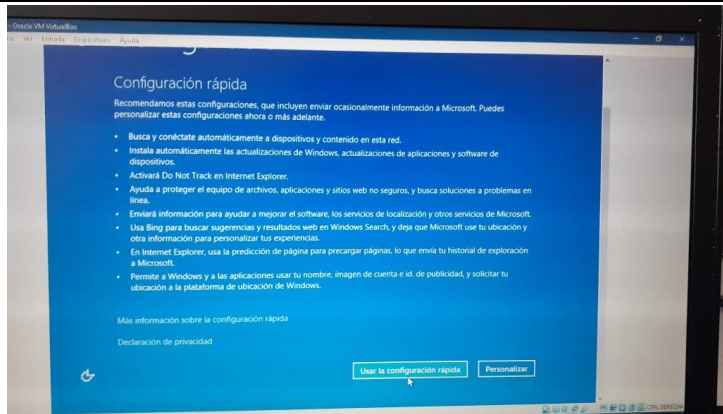 - Oracle VM VirtualBox
Ver Entrada Dispositivos Ayuda
Configuración rápida
Recomendamos estas configuraciones, que incluyen enviar ocasionalmente información a Microsoft. Puedes
personalizar estas configuraciones ahora o más adelante.
• Busca y conéctate automáticamente a dispositivos y contenido en esta red.
• Instala automáticamente las actualizaciones de Windows, actualizaciones de aplicaciones y software de
dispositivos.
• Activará Do Not Track en Internet Explorer.
• Ayuda a proteger el equipo de archivos, aplicaciones y sitios web no seguros, y busca soluciones a problemas en
línea.
• Enviará información para ayudar a mejorar el software, los servicios de localización y otros servicios de Microsoft.
• Usa Bing para buscar sugerencias y resultados web en Windows Search, y deja que Microsoft use tu ubicación y
otra información para personalizar tus experiencias.
• En Internet Explorer, usa la predicción de página para precargar páginas, lo que envía tu historial de exploración
a Microsoft.
• Permite a Windows y a las aplicaciones usar tu nombre, imagen de cuenta e id. de publicidad, y solicitar tu
ubicación a la plataforma de ubicación de Windows.
Más información sobre la configuración rápida
Declaración de privacidad
Usar la configuración rápida Personalizar
CTRL DERECHA